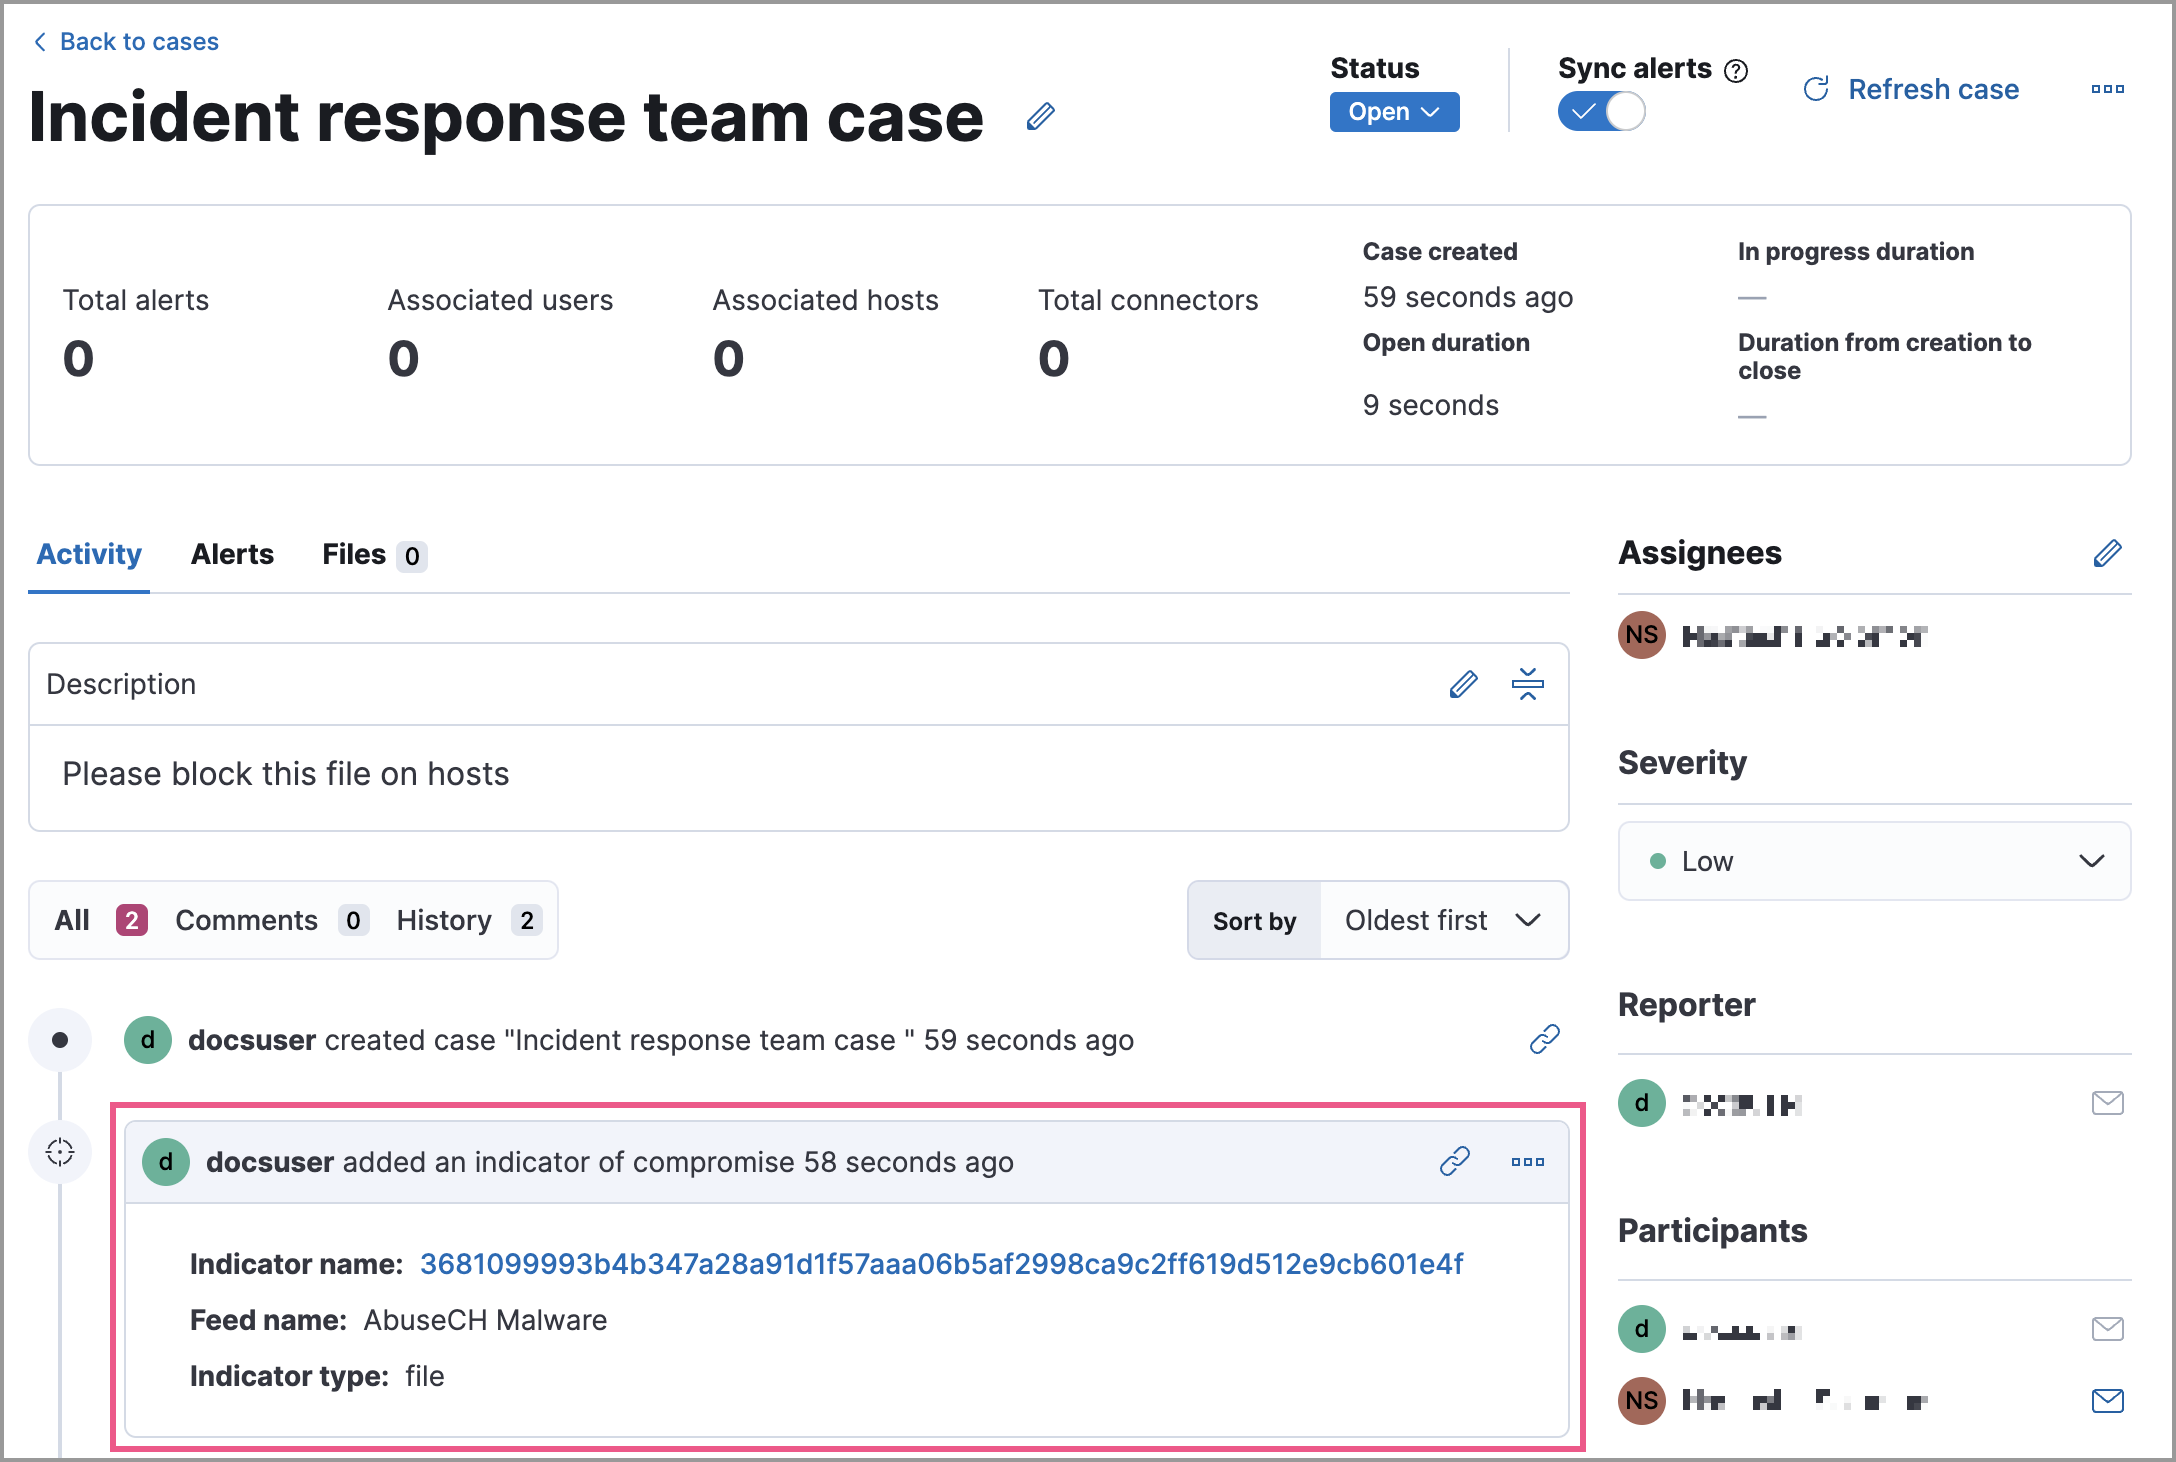 Back to cases
Incident response team case
Status
Open
Sync alerts
Refresh case
Total alerts
0
Associated users
0
Associated hosts
0
Total connectors
0
Case created
59 seconds ago
Open duration
9 seconds
In progress duration
—
Duration from creation to
close
—
Activity Alerts Files 0
Description
Please block this file on hosts
All 2 Comments 0 History 2
Sort by Oldest first
d docsuser created case "Incident response team case " 59 seconds ago
d docsuser added an indicator of compromise 58 seconds ago
Indicator name: 3681099993b4b347a28a91d1f57aaa06b5af2998ca9c2ff619d512e9cb601e4f
Feed name: AbuseCH Malware
Indicator type: file
Assignees
NS
Severity
Low
Reporter
d
Participants
d
NS